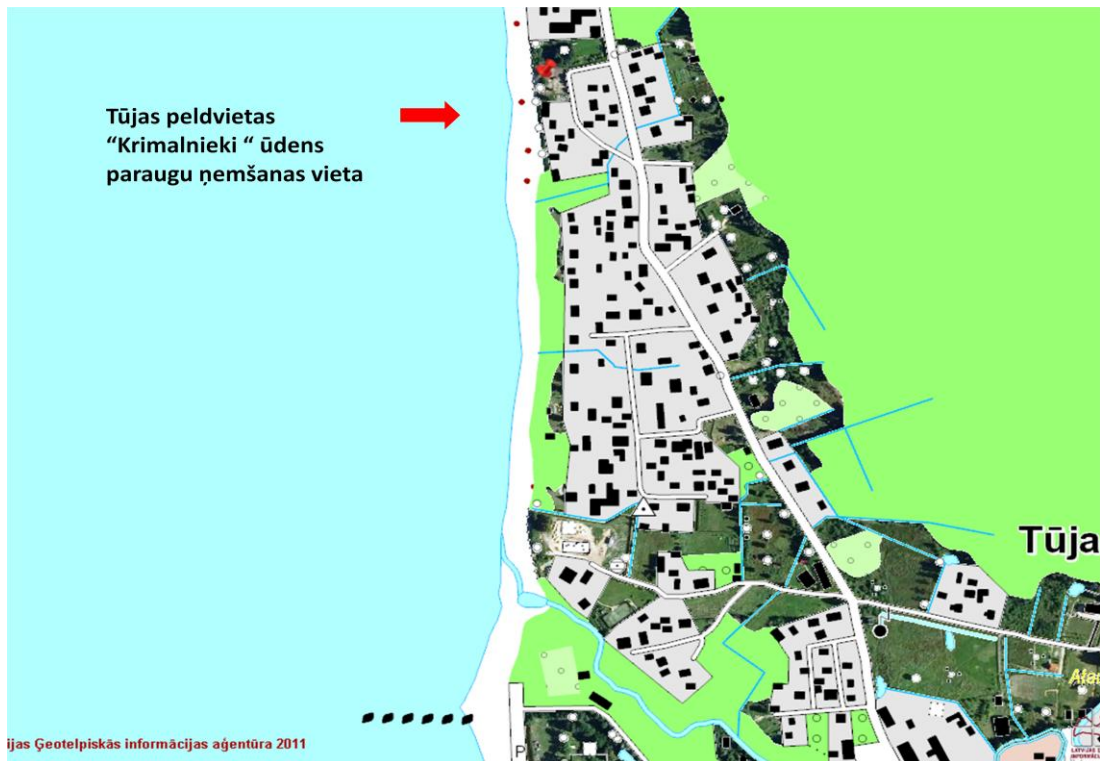 Tūjas peldvietas
“Krimalnieki “ ūdens
paraugu ņemšanas vieta
Tūja
P
ijas Ģeotelpiskās informācijas aģentūra 2011